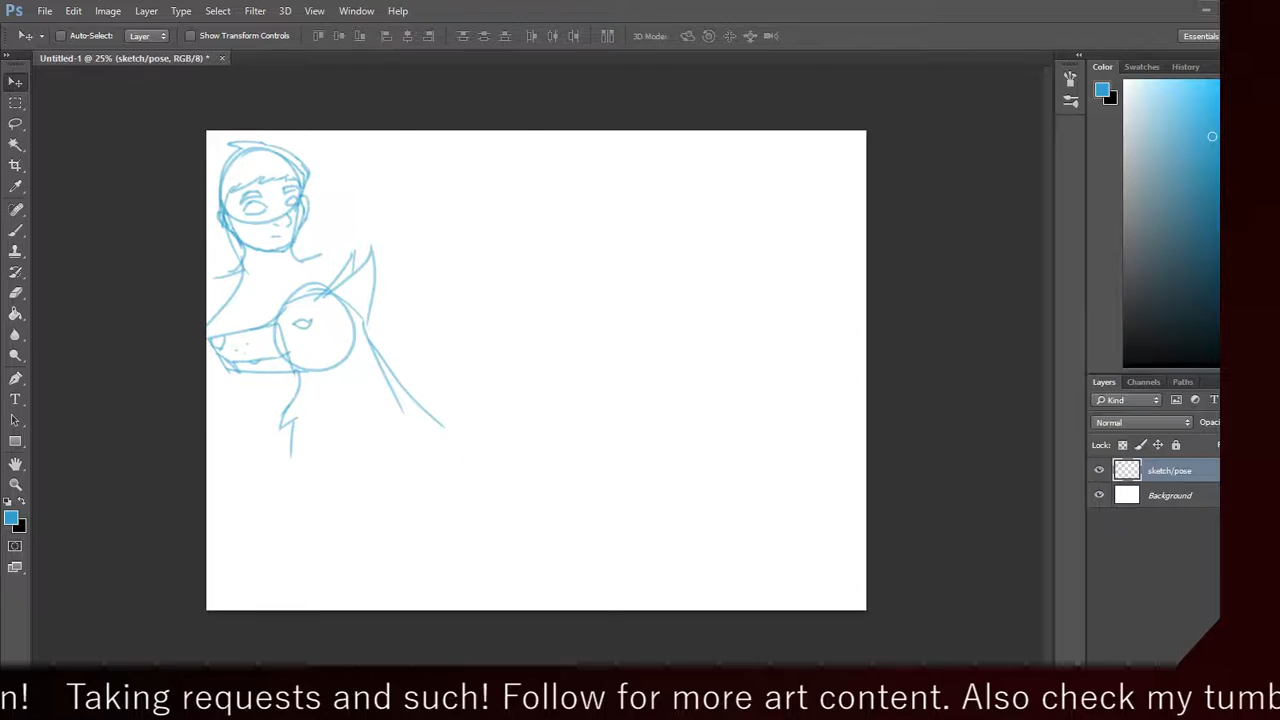 Ps File Edit Image Layer Type Select Filter 3D View Window Help
Auto-Select: Layer Show Transform Controls 3D Mode: Essentials
Untitled-1 @ 25% (sketch/pose, RGB/8) * ×
Color Swatches History
Layers Channels Paths
Kind
Normal Opac
Lock:
sketch/pose
Background
n! Taking requests and such! Follow for more art content. Also check my tumb